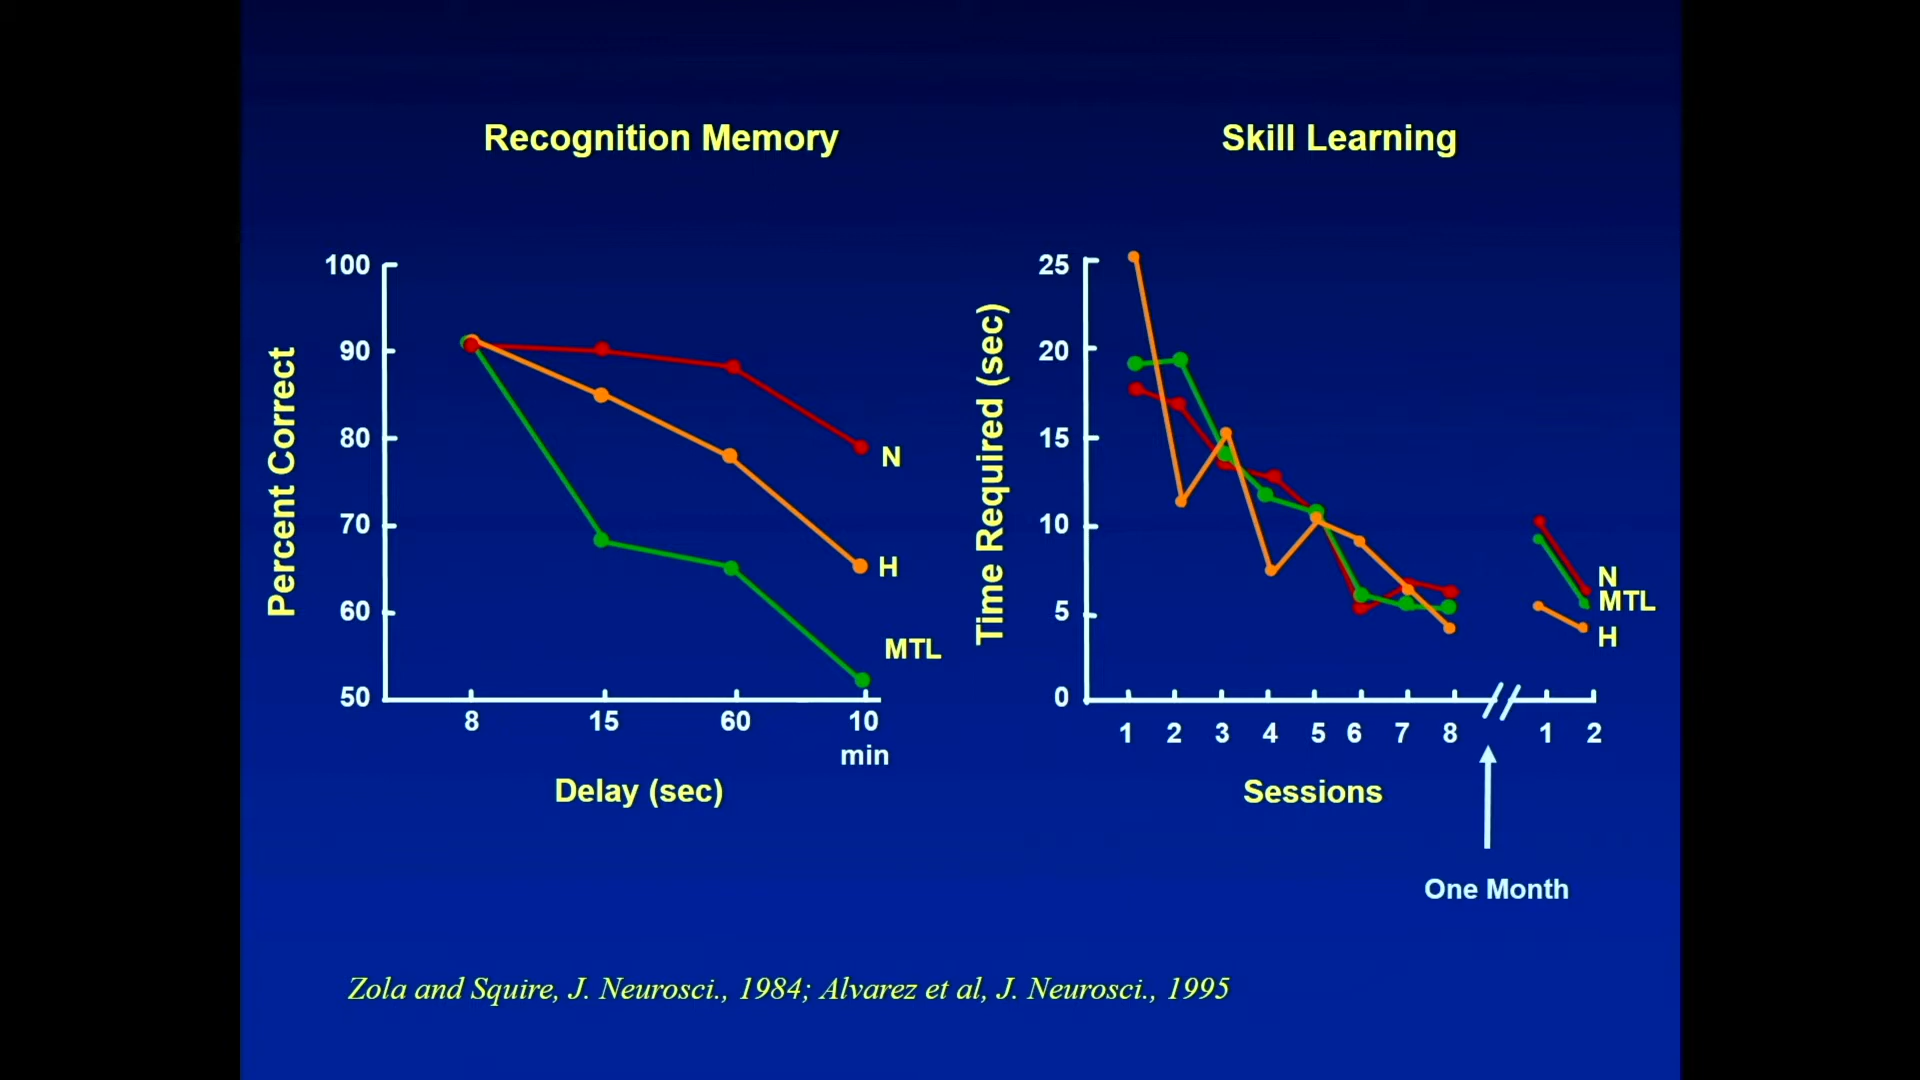 Recognition Memory
Skill Learning
Percent Correct
100
90
80
70
60
50
8 15 60 10
min
Delay (sec)
N
H
MTL
Time Required (sec)
25
20
15
10
5
0
1 2 3 4 5 6 7 8 1 2
Sessions
N
MTL
H
One Month
Zola and Squire, J. Neurosci., 1984; Alvarez et al, J. Neurosci., 1995